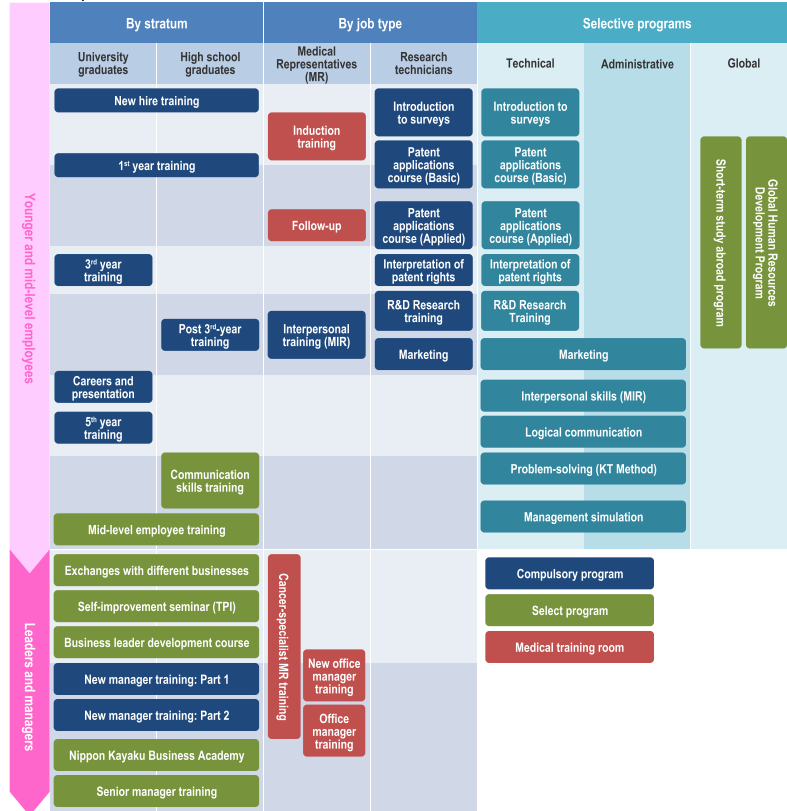 By stratum
By job type
Selective programs
University
graduates
High school
graduates
Medical
Representatives
(MR)
Research
technicians
Technical
Administrative
Global
Younger and mid-level employees
New hire training
1st year training
3rd year
training
Post 3rd-year
training
Careers and
presentation
5th year
training
Communication
skills training
Mid-level employee training
Induction
training
Follow-up
Interpersonal
training (MIR)
Introduction
to surveys
Patent
applications
course (Basic)
Patent
applications
course (Applied)
Interpretation of
patent rights
R&D Research
training
Marketing
Introduction to
surveys
Patent
applications
course (Basic)
Patent
applications
course (Applied)
Interpretation of
patent rights
R&D Research
Training
Marketing
Interpersonal skills (MIR)
Logical communication
Problem-solving (KT Method)
Management simulation
Short-term study abroad program
Global Human Resources
Development Program
Leaders and managers
Exchanges with different businesses
Self-improvement seminar (TPI)
Business leader development course
New manager training: Part 1
New manager training: Part 2
Nippon Kayaku Business Academy
Senior manager training
Cancer-specialist MR training
New office
manager
training
Office
manager
training
Compulsory program
Select program
Medical training room